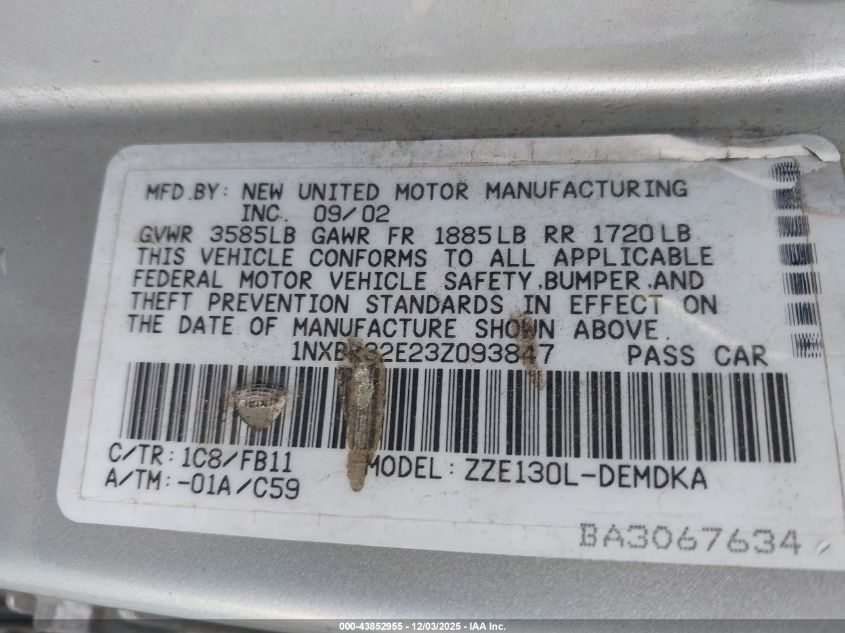 MFD.BY: NEW UNITED MOTOR MANUFACTURING
INC. 09/02
GVWR 3585LB GAWR FR 1885LB RR 1720LB
THIS VEHICLE CONFORMS TO ALL APPLICABLE
FEDERAL MOTOR VEHICLE SAFETY,BUMPER,AND
THEFT PREVENTION STANDARDS IN EFFECT ON
THE DATE OF MANUFACTURE SHOWN ABOVE.
PASS CAR
C/TR: 1C8/FB11
A/TM:-01A/C59
MODEL: ZZE130L-DEMDKA
BA3067634
000-43852955 | 12/03/2025 - IAA Inc.